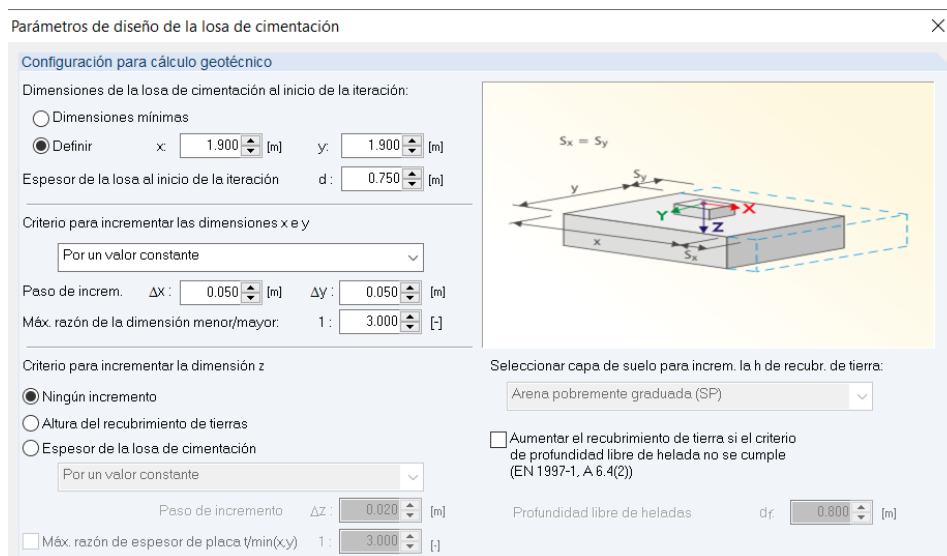 Parámetros de diseño de la losa de cimentación
Configuración para cálculo geotécnico
Dimensiones de la losa de cimentación al inicio de la iteración:
Dimensiones mínimas
Definir x: 1.900 [m] y: 1.900 [m]
Espesor de la losa al inicio de la iteración d : 0.750 [m]
Criterio para incrementar las dimensiones x e y
Por un valor constante
Paso de increm. Δx : 0.050 [m] Δy : 0.050 [m]
Máx. razón de la dimensión menor/mayor: 1 : 3.000 [-]
Sx = Sy
y
Sy
Y
X
Z
x
Sx
Criterio para incrementar la dimensión z
Ningún incremento
Altura del recubrimiento de tierras
Espesor de la losa de cimentación
Por un valor constante
Paso de incremento Δz : 0.020 [m]
Máx. razón de espesor de placa t/min(x,y) 1 : 3.000 [-]
Seleccionar capa de suelo para increm. la h de recubr. de tierra:
Arena pobremente graduada (SP)
Aumentar el recubrimiento de tierra si el criterio
de profundidad libre de helada no se cumple
(EN 1997-1, A 6.4(2))
Profundidad libre de heladas df: 0.800 [m]